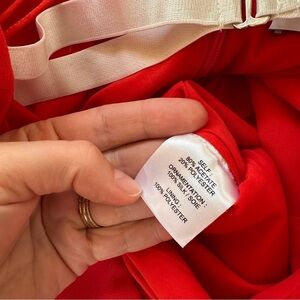 SELF :
80% ACETATE
20% POLYESTER
ORNAMENTATION :
100% SILK / SOIE
LINING :
100% POLYESTER